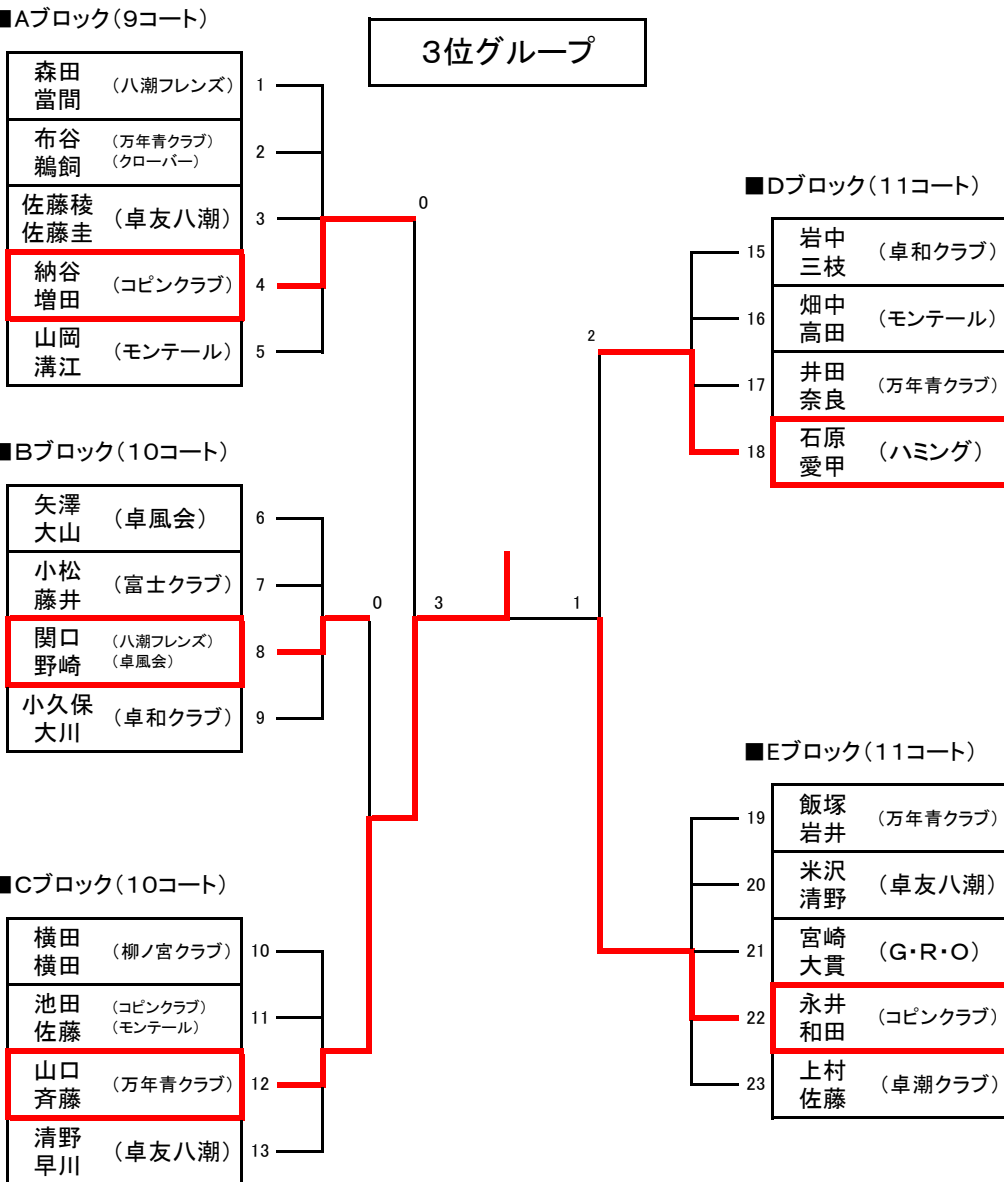 ■Aブロック(9コート)
3位グループ
森田 (八潮フレンズ) 1
當間
布谷 (万年青クラブ) 2
鵜飼 (クローバー)
佐藤稜 (卓友八潮) 3
佐藤圭
納谷 (コピンクラブ) 4
増田
山岡 (モンテール) 5
溝江
0
■Bブロック(10コート)
矢澤 (卓風会) 6
大山
小松 (富士クラブ) 7
藤井
関口 (八潮フレンズ) 8
野崎 (卓風会)
小久保 (卓和クラブ) 9
大川
0 3 1
■Cブロック(10コート)
横田 (柳ノ宮クラブ) 10
横田
池田 (コピンクラブ) 11
佐藤 (モンテール)
山口 (万年青クラブ) 12
斉藤
清野 (卓友八潮) 13
早川
■Dブロック(11コート)
15 岩中 (卓和クラブ)
三枝
16 畑中 (モンテール)
高田
17 井田 (万年青クラブ)
奈良
18 石原 (ハミング)
愛甲
2
■Eブロック(11コート)
19 飯塚 (万年青クラブ)
岩井
20 米沢 (卓友八潮)
清野
21 宮崎 (G・R・O)
大貫
22 永井 (コピンクラブ)
和田
23 上村 (卓潮クラブ)
佐藤